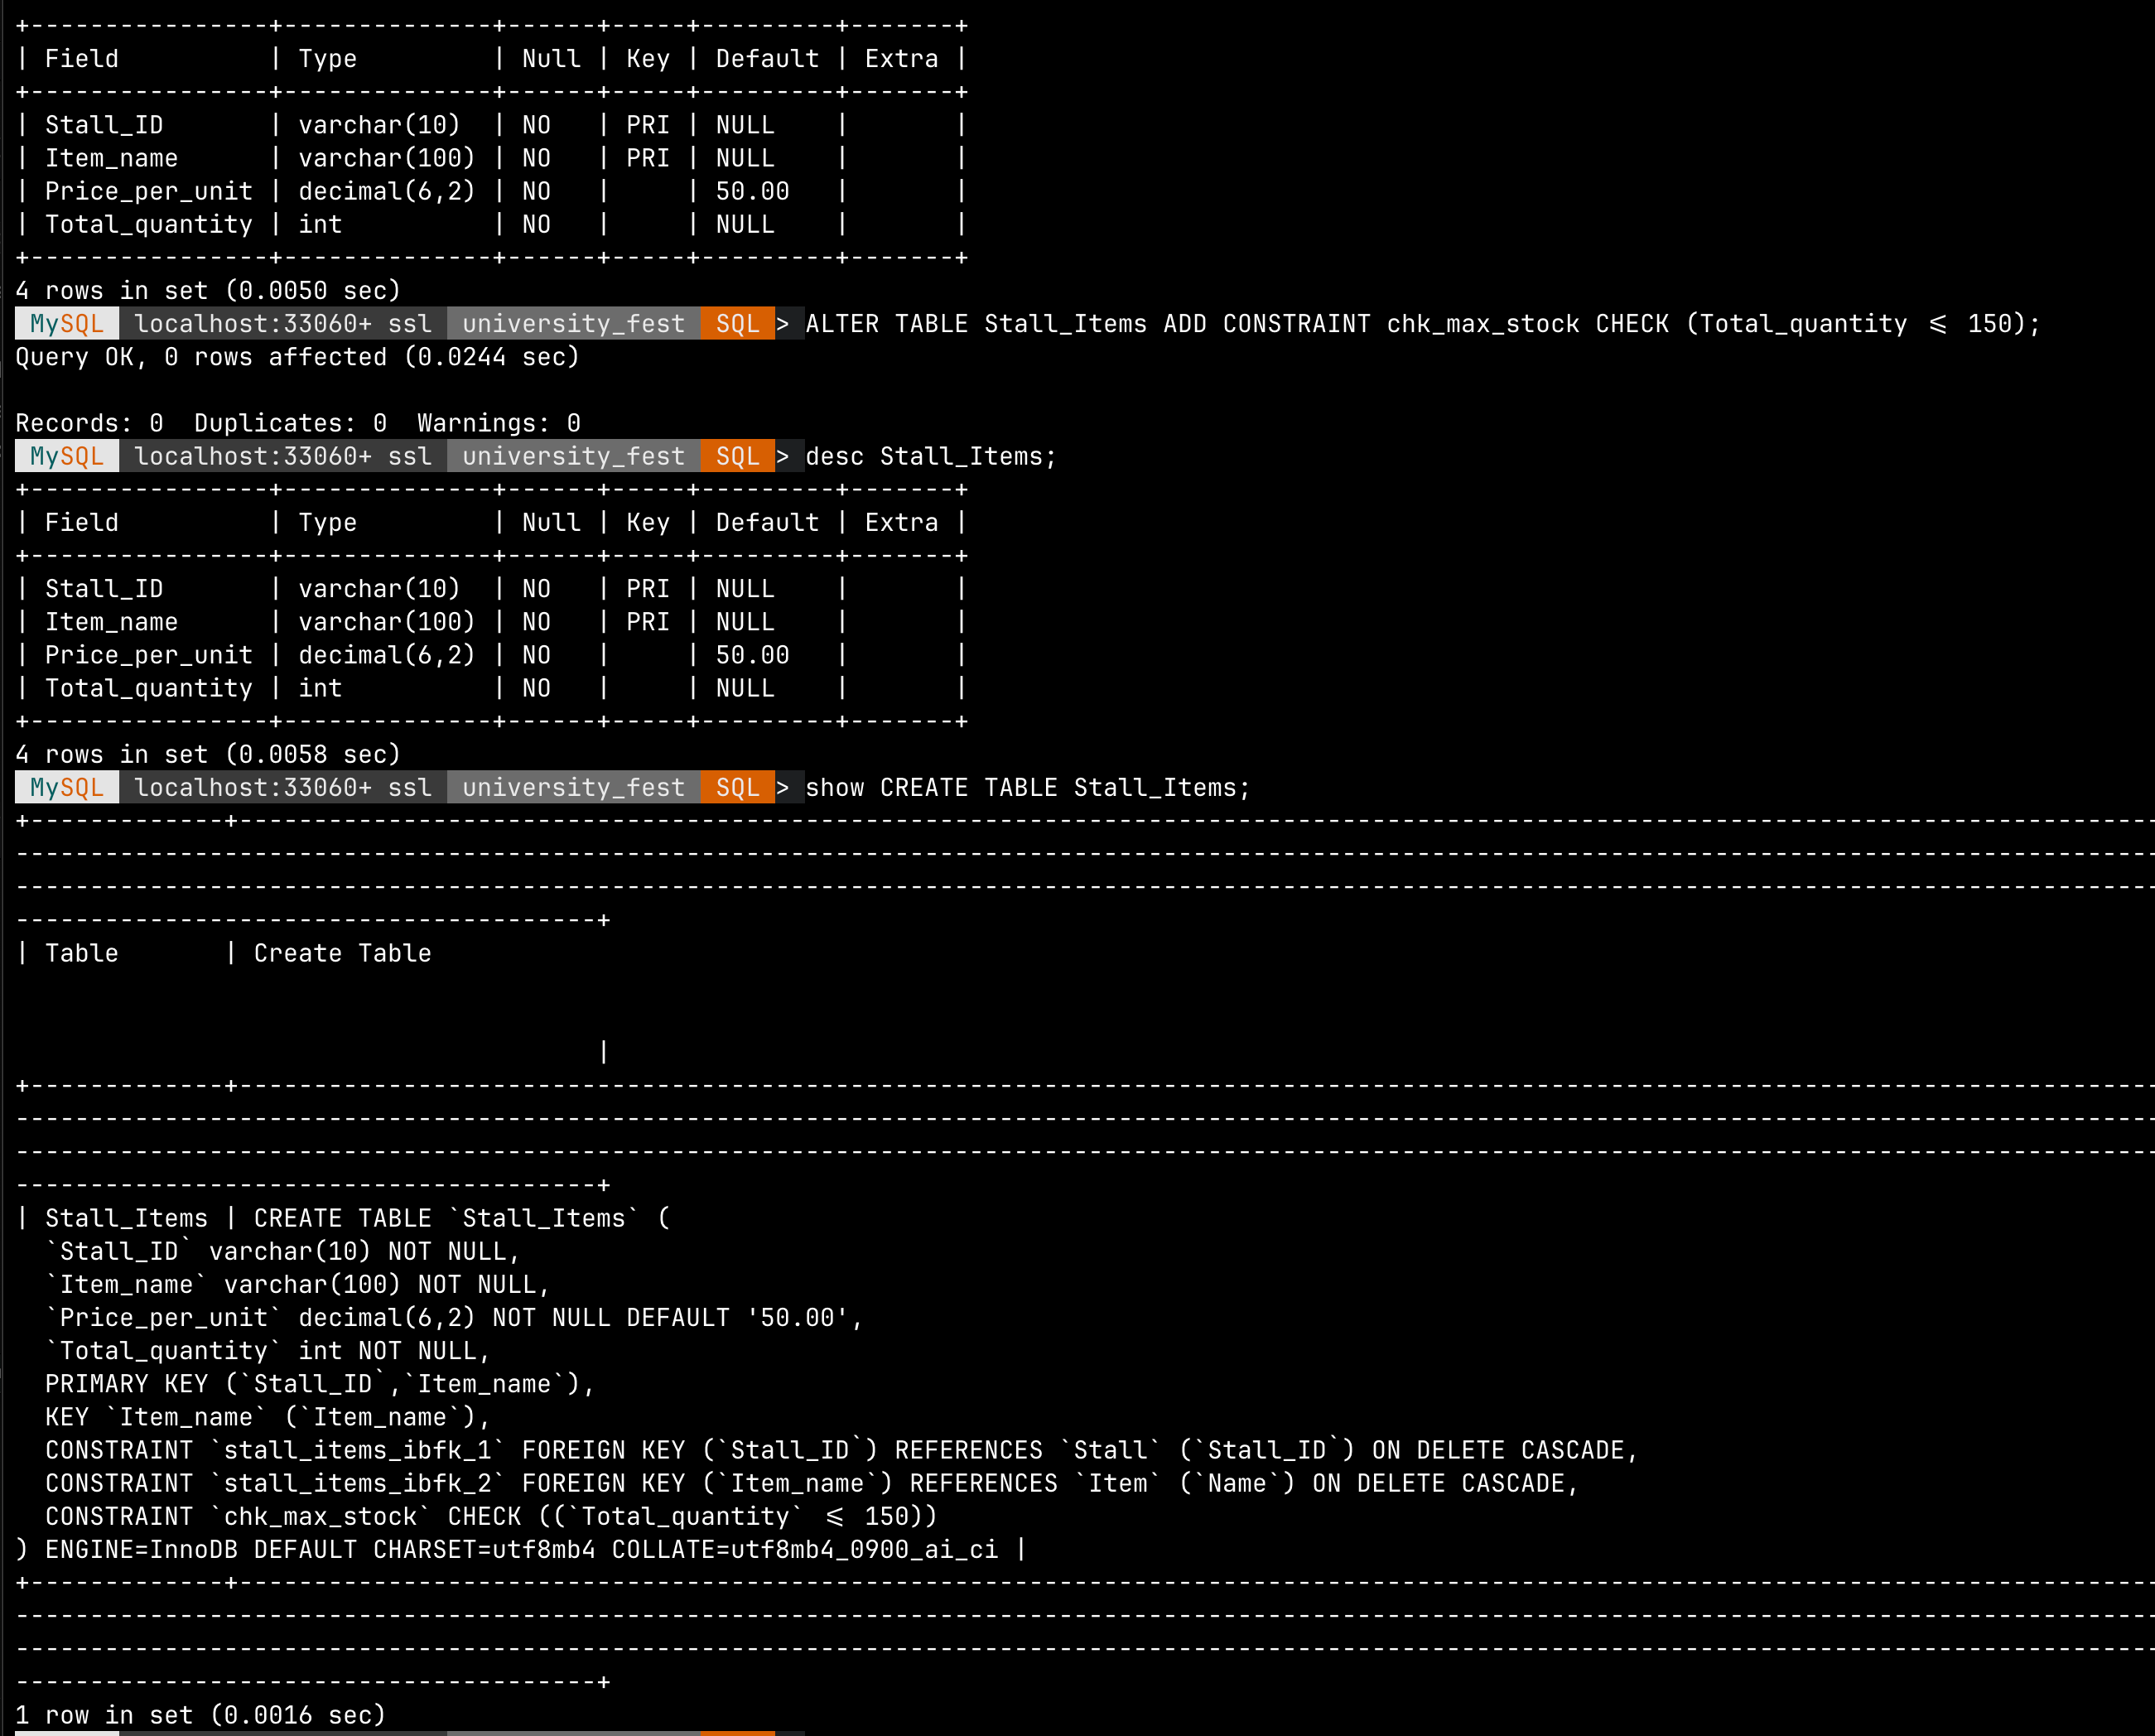 +----------------+--------------+------+-----+---------+-------+
| Field          | Type         | Null | Key | Default | Extra |
+----------------+--------------+------+-----+---------+-------+
| Stall_ID       | varchar(10)  | NO   | PRI | NULL    |       |
| Item_name      | varchar(100) | NO   | PRI | NULL    |       |
| Price_per_unit | decimal(6,2) | NO   |     | 50.00   |       |
| Total_quantity | int          | NO   |     | NULL    |       |
+----------------+--------------+------+-----+---------+-------+
4 rows in set (0.0050 sec)
MySQL localhost:33060+ ssl university_fest SQL > ALTER TABLE Stall_Items ADD CONSTRAINT chk_max_stock CHECK (Total_quantity <= 150);
Query OK, 0 rows affected (0.0244 sec)
Records: 0  Duplicates: 0  Warnings: 0
MySQL localhost:33060+ ssl university_fest SQL > desc Stall_Items;
+----------------+--------------+------+-----+---------+-------+
| Field          | Type         | Null | Key | Default | Extra |
+----------------+--------------+------+-----+---------+-------+
| Stall_ID       | varchar(10)  | NO   | PRI | NULL    |       |
| Item_name      | varchar(100) | NO   | PRI | NULL    |       |
| Price_per_unit | decimal(6,2) | NO   |     | 50.00   |       |
| Total_quantity | int          | NO   |     | NULL    |       |
+----------------+--------------+------+-----+---------+-------+
4 rows in set (0.0058 sec)
MySQL localhost:33060+ ssl university_fest SQL > show CREATE TABLE Stall_Items;
| Table       | Create Table
|
| Stall_Items | CREATE TABLE `Stall_Items` (
  `Stall_ID` varchar(10) NOT NULL,
  `Item_name` varchar(100) NOT NULL,
  `Price_per_unit` decimal(6,2) NOT NULL DEFAULT '50.00',
  `Total_quantity` int NOT NULL,
  PRIMARY KEY (`Stall_ID`,`Item_name`),
  KEY `Item_name` (`Item_name`),
  CONSTRAINT `stall_items_ibfk_1` FOREIGN KEY (`Stall_ID`) REFERENCES `Stall` (`Stall_ID`) ON DELETE CASCADE,
  CONSTRAINT `stall_items_ibfk_2` FOREIGN KEY (`Item_name`) REFERENCES `Item` (`Name`) ON DELETE CASCADE,
  CONSTRAINT `chk_max_stock` CHECK ((`Total_quantity` <= 150))
) ENGINE=InnoDB DEFAULT CHARSET=utf8mb4 COLLATE=utf8mb4_0900_ai_ci |
1 row in set (0.0016 sec)